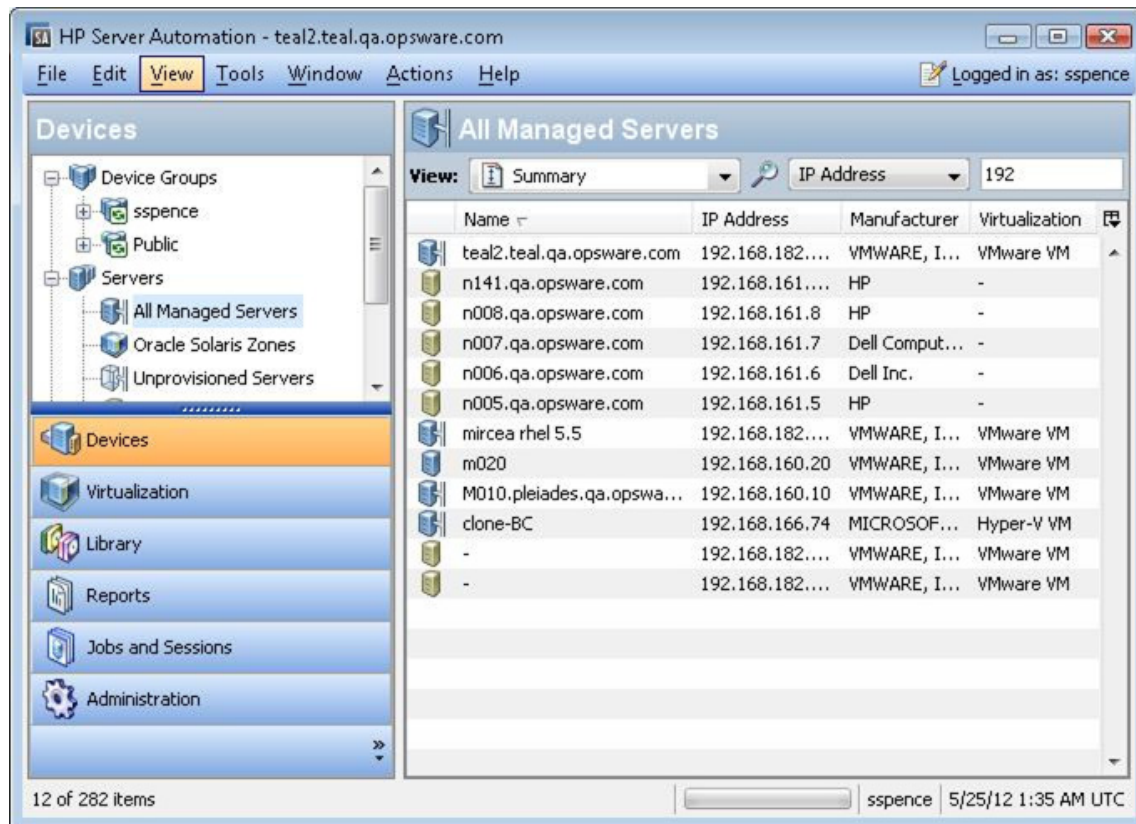 SA HP Server Automation - teal2.teal.qa.opsware.com
File Edit View Tools Window Actions Help Logged in as: sspence
Devices
Device Groups
sspence
Public
Servers
All Managed Servers
Oracle Solaris Zones
Unprovisioned Servers
Devices
Virtualization
Library
Reports
Jobs and Sessions
Administration
»
All Managed Servers
View: Summary IP Address 192
Name IP Address Manufacturer Virtualization
teal2.teal.qa.opsware.com 192.168.182.... VMWARE, I... VMware VM
n141.qa.opsware.com 192.168.161.... HP -
n008.qa.opsware.com 192.168.161.8 HP -
n007.qa.opsware.com 192.168.161.7 Dell Comput... -
n006.qa.opsware.com 192.168.161.6 Dell Inc. -
n005.qa.opsware.com 192.168.161.5 HP -
mircea rhel 5.5 192.168.182.... VMWARE, I... VMware VM
m020 192.168.160.20 VMWARE, I... VMware VM
M010.pleiades.qa.opswa... 192.168.160.10 VMWARE, I... VMware VM
clone-BC 192.168.166.74 MICROSOF... Hyper-V VM
- 192.168.182.... VMWARE, I... VMware VM
- 192.168.182.... VMWARE, I... VMware VM
12 of 282 items sspence 5/25/12 1:35 AM UTC